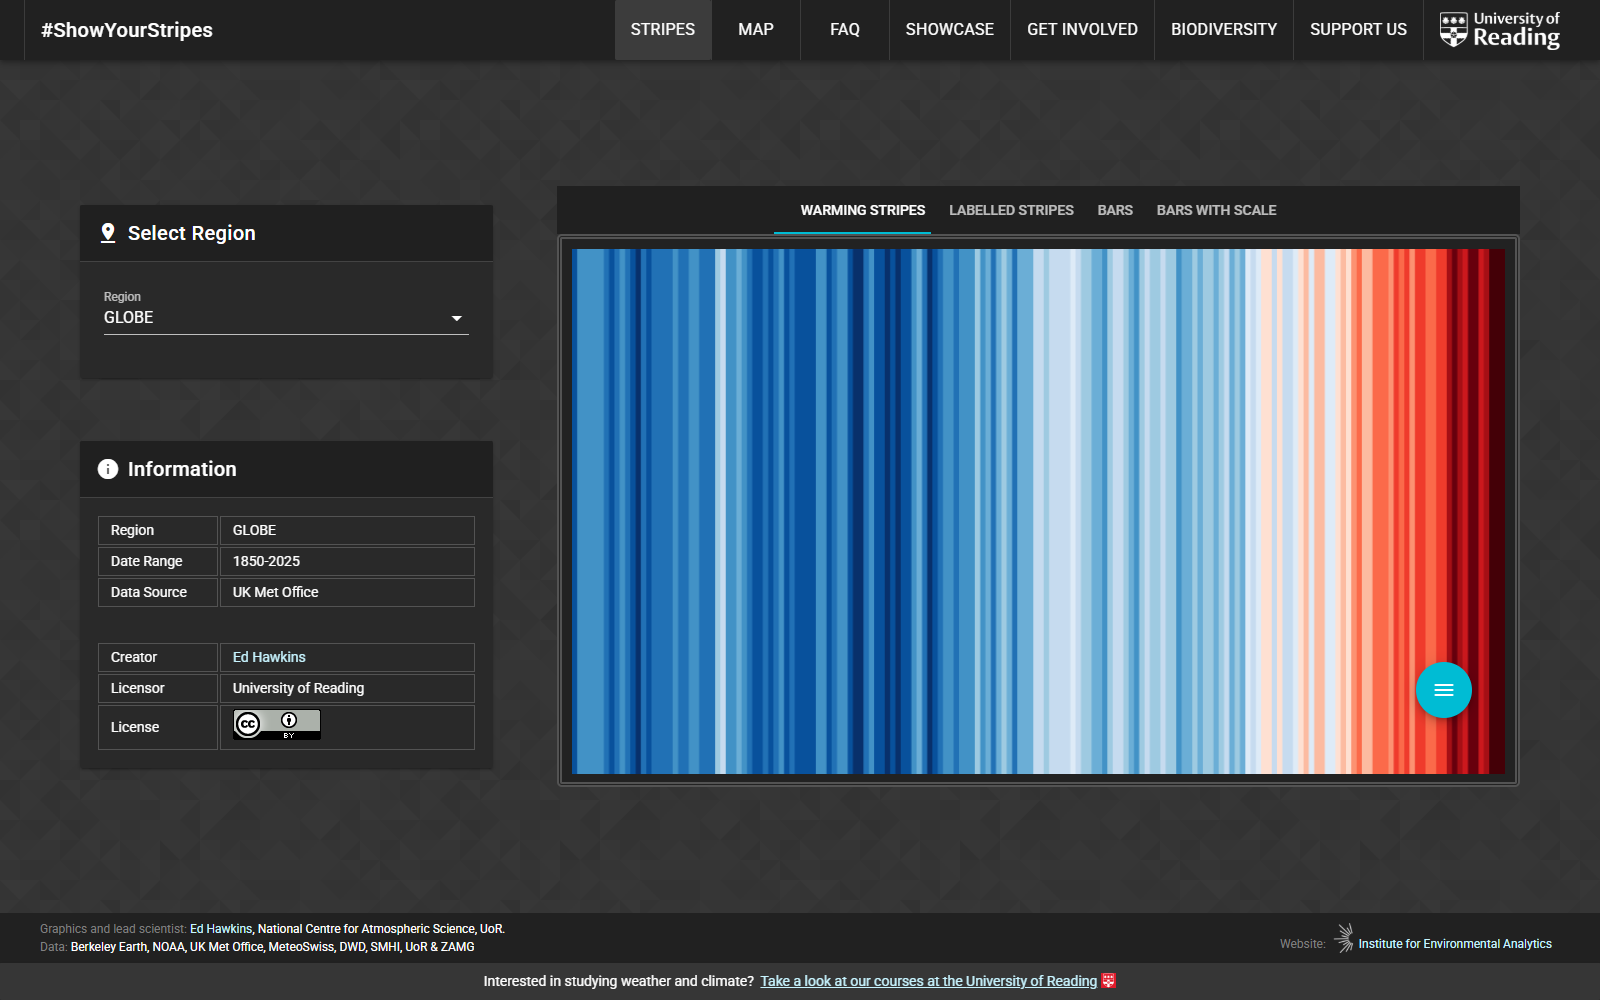 #ShowYourStripes
STRIPES
MAP
FAQ
SHOWCASE
GET INVOLVED
BIODIVERSITY
SUPPORT US
University of
Reading
Select Region
Region
GLOBE
Information
Region GLOBE
Date Range 1850-2025
Data Source UK Met Office
Creator Ed Hawkins
Licensor University of Reading
License
cc
BY
WARMING STRIPES
LABELLED STRIPES
BARS
BARS WITH SCALE
Graphics and lead scientist: Ed Hawkins, National Centre for Atmospheric Science, UoR.
Data: Berkeley Earth, NOAA, UK Met Office, MeteoSwiss, DWD, SMHI, UoR & ZAMG
Website: Institute for Environmental Analytics
Interested in studying weather and climate? Take a look at our courses at the University of Reading